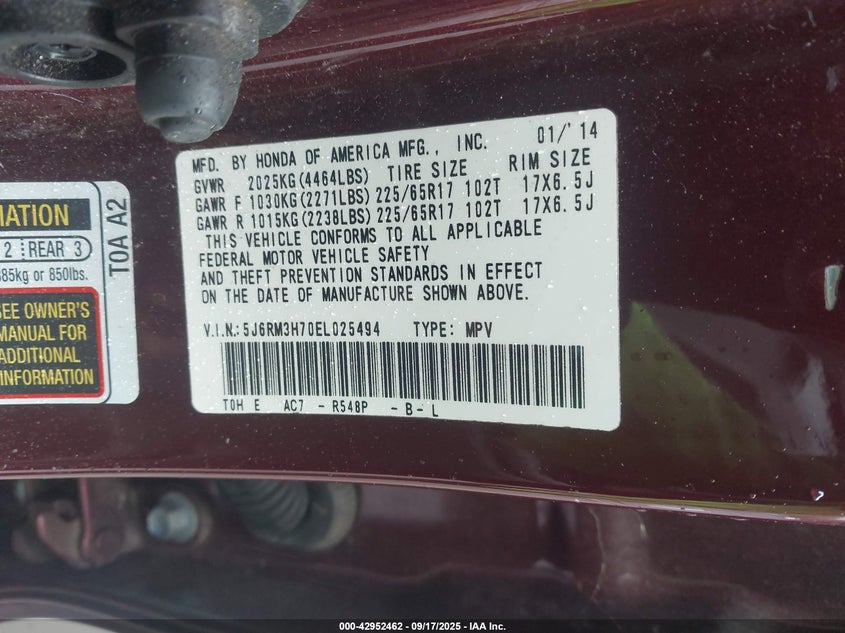 MFD. BY HONDA OF AMERICA MFG., INC. 01/'14
GVWR 2025KG(4464LBS) TIRE SIZE RIM SIZE
GAWR F 1030KG(2271LBS) 225/65R17 102T 17X6.5J
GAWR R 1015KG(2238LBS) 225/65R17 102T 17X6.5J
THIS VEHICLE CONFORMS TO ALL APPLICABLE
FEDERAL MOTOR VEHICLE SAFETY
AND THEFT PREVENTION STANDARDS IN EFFECT
ON THE DATE OF MANUFACTURE SHOWN ABOVE.
V.I.N.:5J6RM3H70EL025494 TYPE: MPV
T0H E AC7 -R548P -B-L
MATION
2 REAR 3
385kg or 850lbs.
SEE OWNER'S
MANUAL FOR
ADDITIONAL
INFORMATION
T0A A2
000-42952462 - 09/17/2025 - IAA Inc.